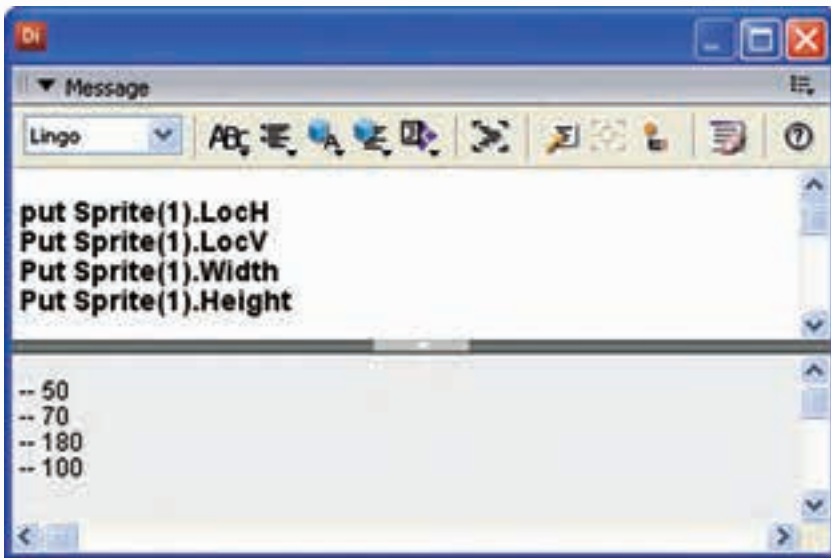 Di
Message
Lingo
put Sprite(1).LocH
Put Sprite(1).LocV
Put Sprite(1).Width
Put Sprite(1).Height
-- 50
-- 70
-- 180
-- 100